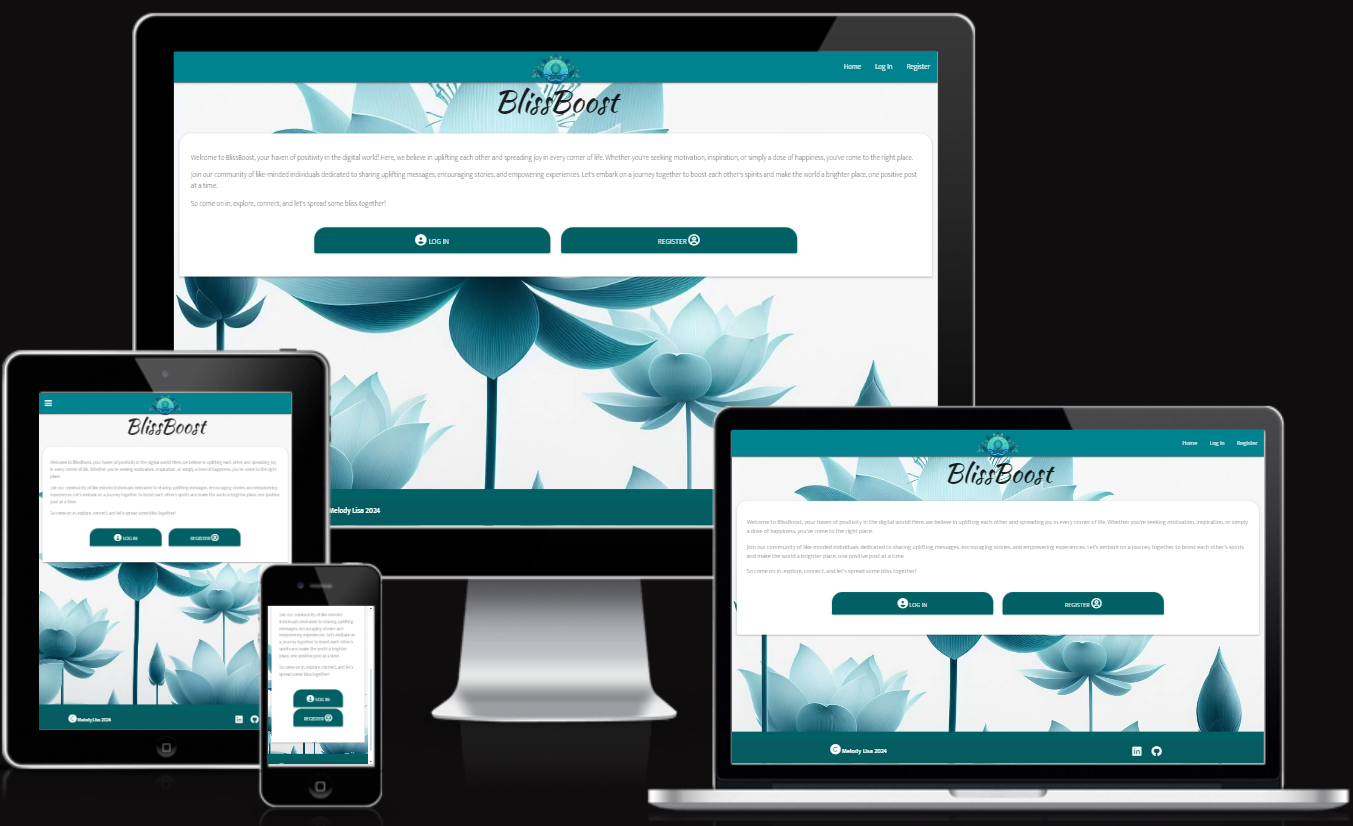 Home Log In Register
BlissBoost
Welcome to BlissBoost, your haven of positivity in the digital world! Here, we believe in uplifting each other and spreading joy in every corner of life. Whether you're seeking motivation, inspiration, or simply a dose of happiness, you've come to the right place.
Join our community of like-minded individuals dedicated to sharing uplifting messages, encouraging stories, and empowering experiences. Let's embark on a journey together to boost each other's spirits and make the world a brighter place, one positive post
at a time.
So come on in, explore, connect, and let's spread some bliss together!
LOG IN REGISTER
Melody Lisa 2024
BlissBoost
Welcome to BlissBoost, your haven of positivity in the digital world! Here, we believe in uplifting each other and spreading joy
in every corner of life. Whether you're seeking motivation, inspiration, or simply a dose of happiness, you've come to the right
place.
Join our community of like-minded individuals dedicated to sharing uplifting messages, encouraging stories, and empowering
experiences. Let's embark on a journey together to boost each other's spirits and make the world a brighter place, one positive
post at a time.
So come on in, explore, connect, and let's spread some bliss together!
LOG IN REGISTER
C Melody Lisa 2024
in
Join our community of like-minded
individuals dedicated to sharing uplifting
messages, encouraging stories, and
empowering experiences. Let's embark on
a journey together to boost each other's
spirits and make the world a brighter
place, one positive post at a time.
So come on in, explore, connect, and let's
spread some bliss together!
LOG IN
REGISTER
Home Log In Register
BlissBoost
Welcome to BlissBoost, your haven of positivity in the digital world! Here, we believe in uplifting each other and spreading joy in every corner of life. Whether you're seeking motivation, inspiration, or simply
a dose of happiness, you've come to the right place.
Join our community of like-minded individuals dedicated to sharing uplifting messages, encouraging stories, and empowering experiences. Let's embark on a journey together to boost each other's spirits
and make the world a brighter place, one positive post at a time.
So come on in, explore, connect, and let's spread some bliss together!
LOG IN REGISTER
C Melody Lisa 2024
in